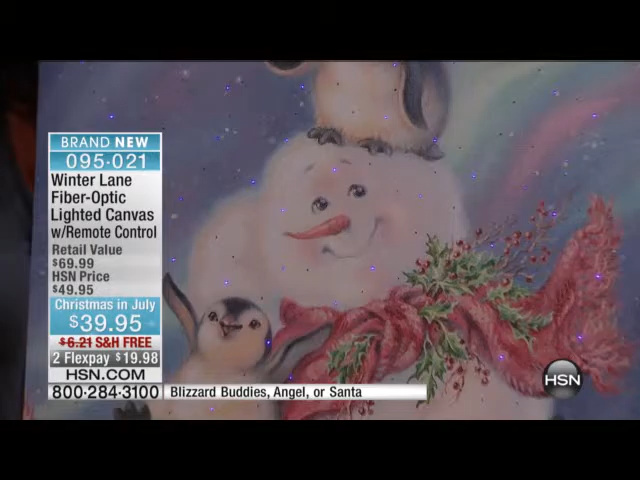 BRAND NEW
095•021
Winter Lane
Fiber-Optic
Lighted Canvas
w/Remote Control
Retail Value
$69.99
HSN Price
$49.95
Christmas in July
$39.95
$6.21 S&H FREE
2 Flexpay $19.98
HSN.COM
800•284•3100
Blizzard Buddies, Angel, or Santa
HSN